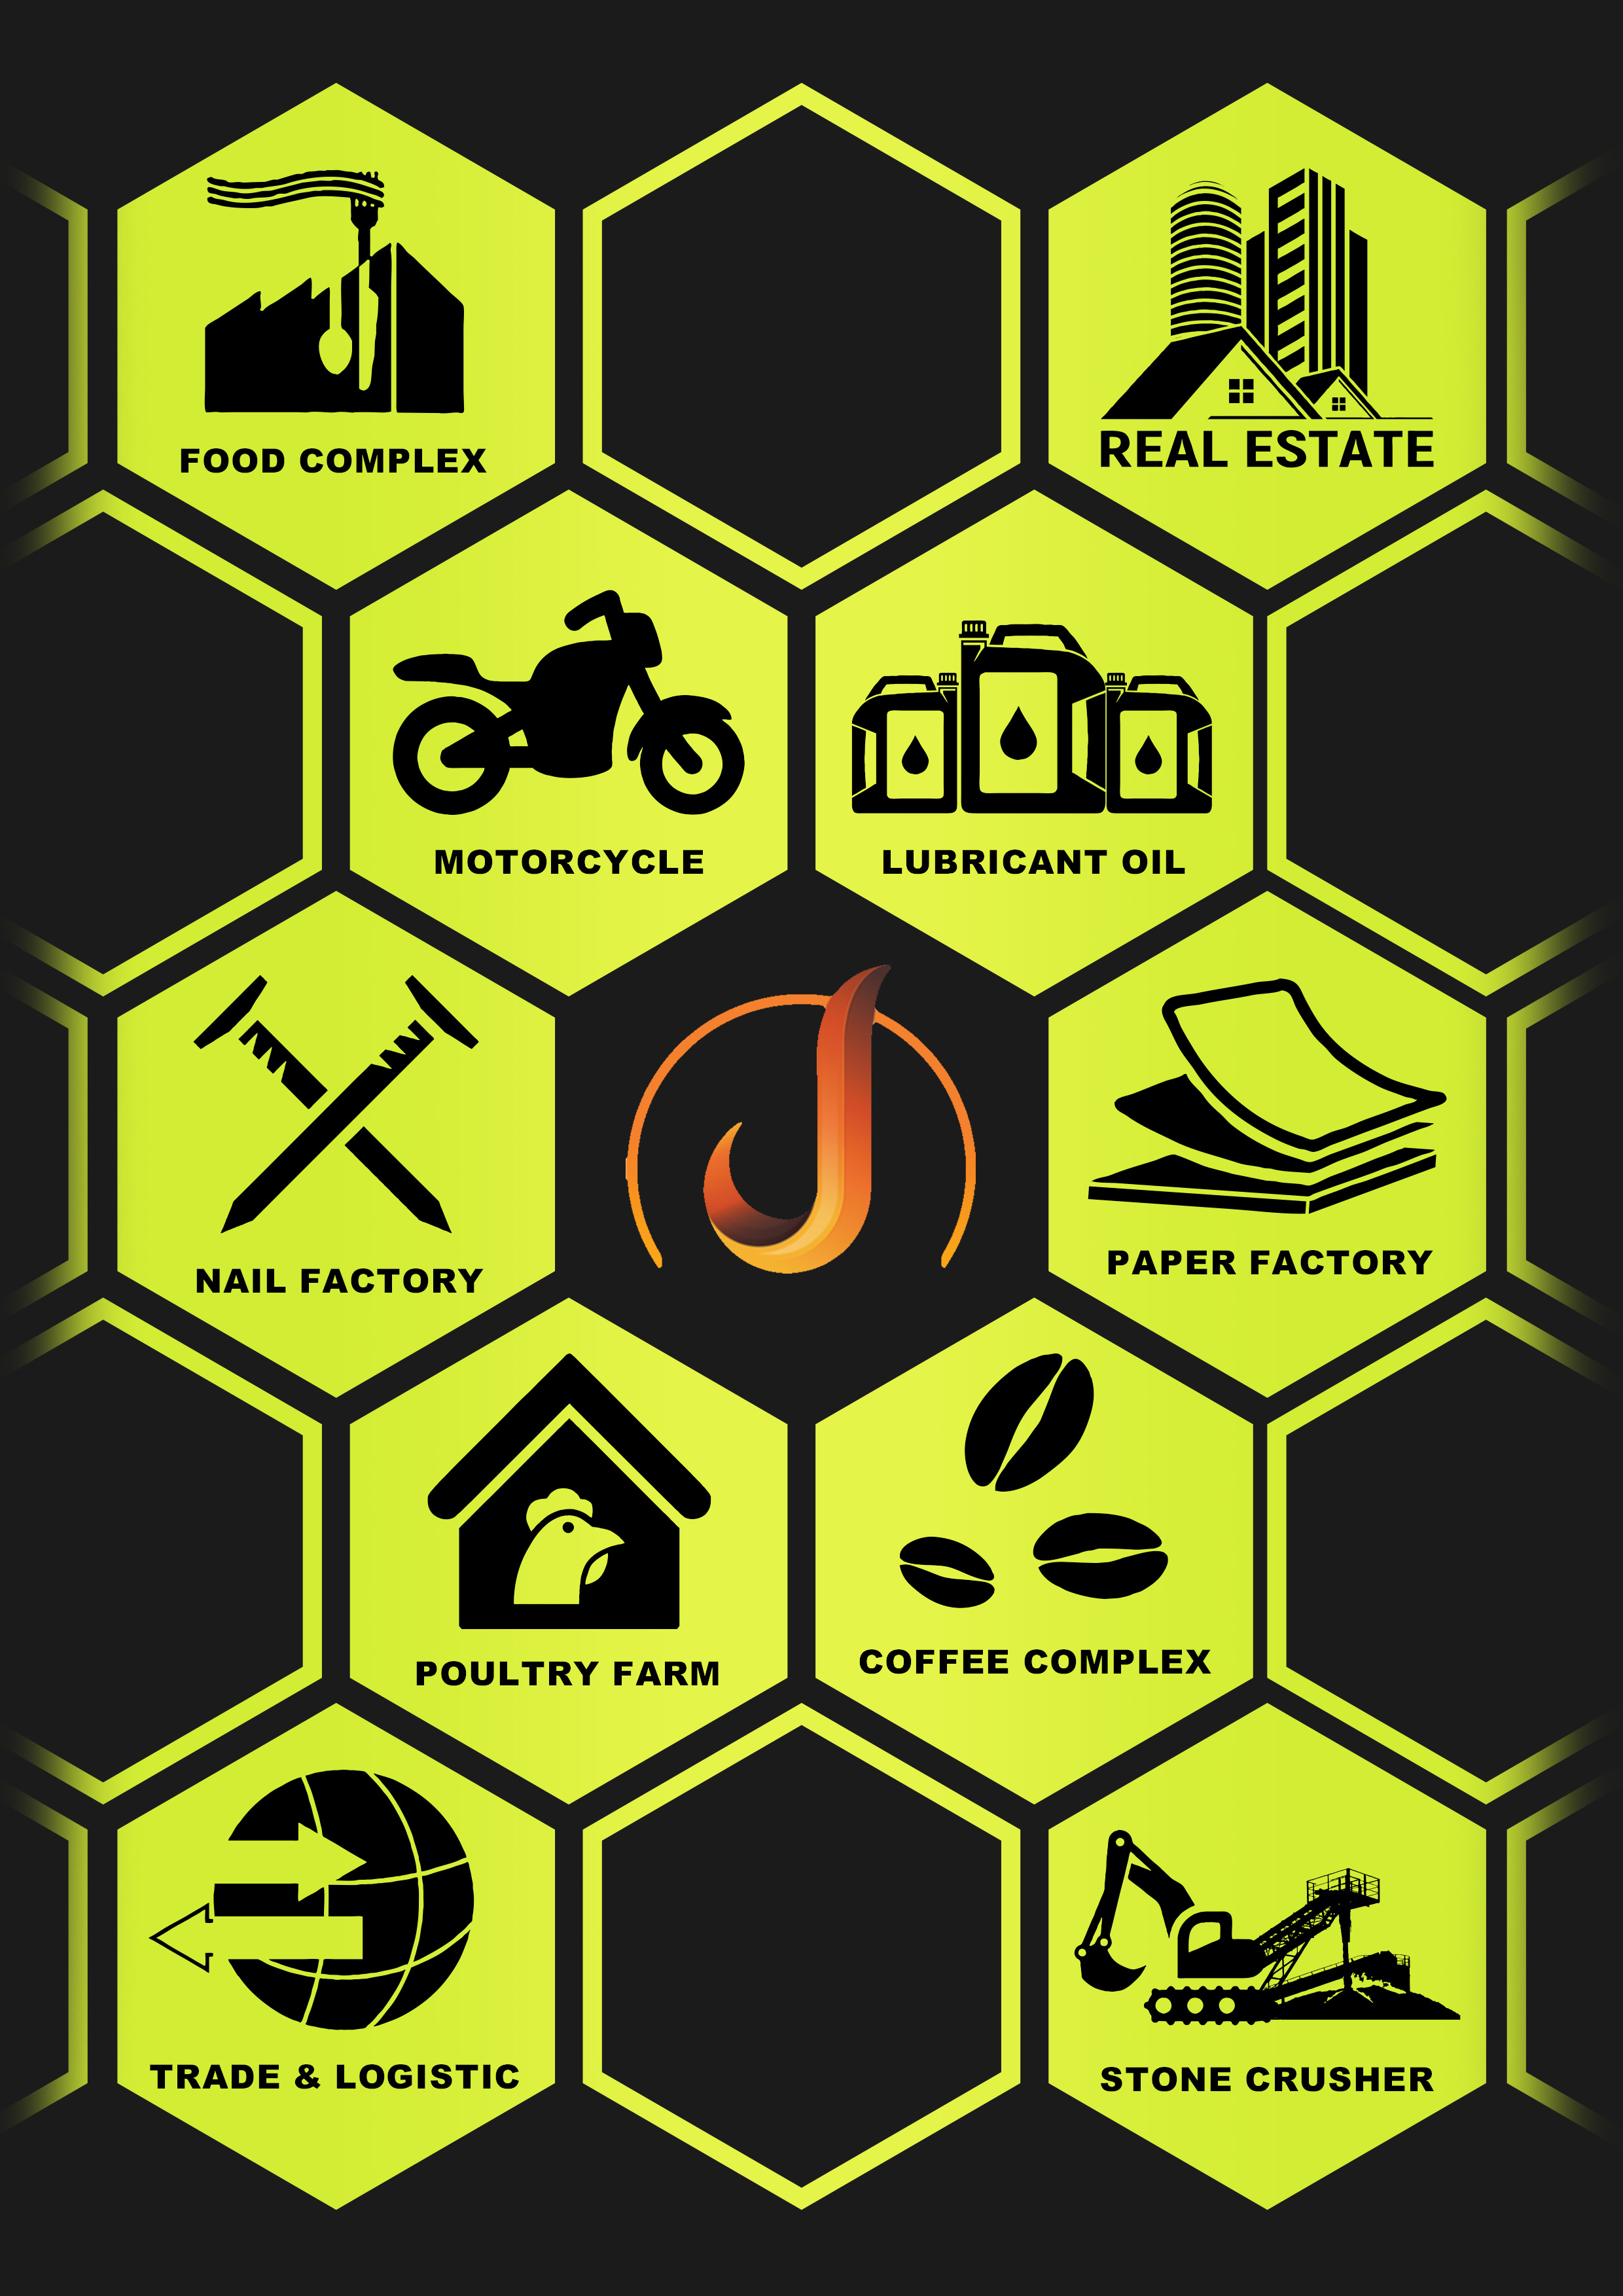 FOOD COMPLEX
REAL ESTATE
MOTORCYCLE
LUBRICANT OIL
NAIL FACTORY
PAPER FACTORY
POULTRY FARM
COFFEE COMPLEX
TRADE & LOGISTIC
STONE CRUSHER